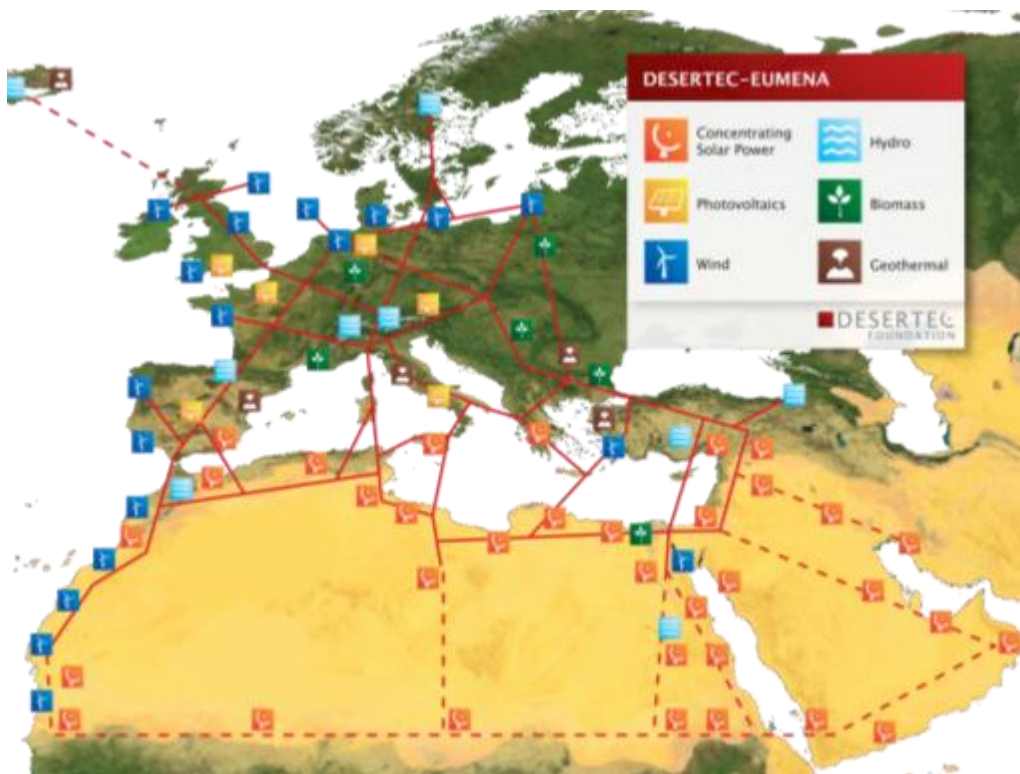 DESERTEC-EUMENA
Concentrating
Solar Power
Hydro
Photovoltaics
Biomass
Wind
Geothermal
DESERTEC
FOUNDATION